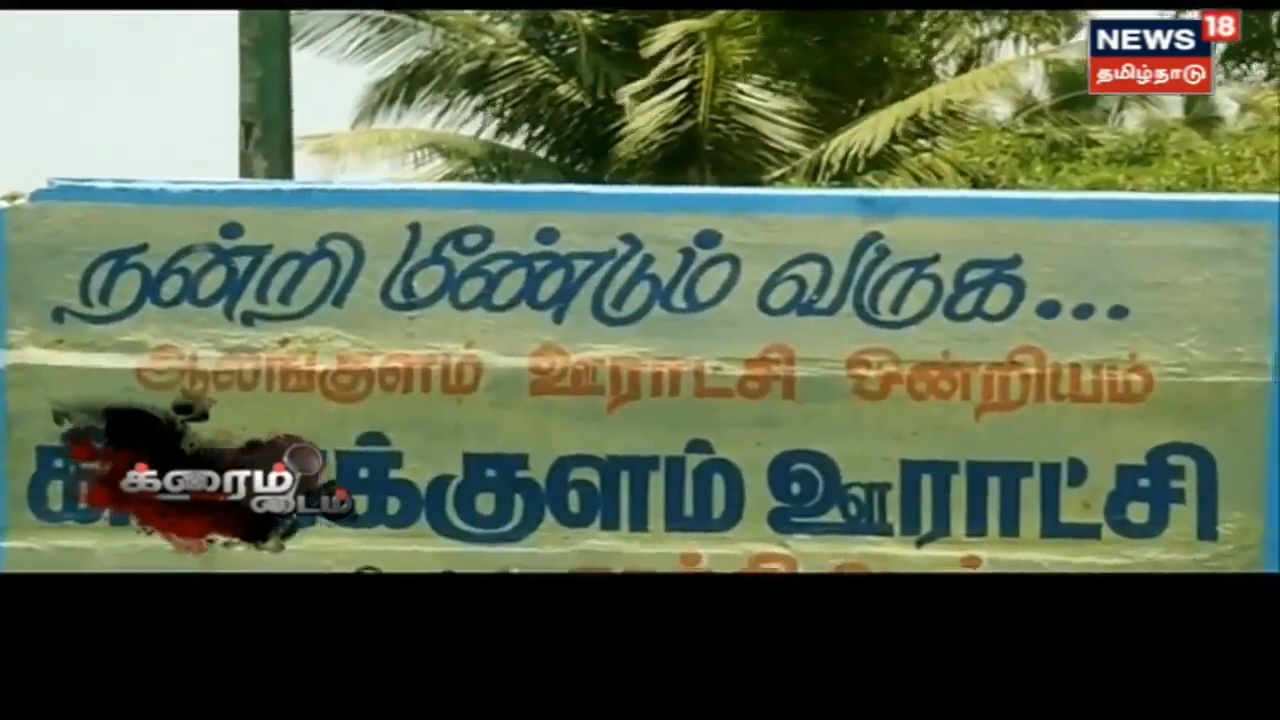 NEWS 18
தமிழ்நாடு
நன்றி மீண்டும் வருக...
ஆலங்குளம் ஊராட்சி ஒன்றியம்
ஊராட்சி
க்ரைம்
டைம்